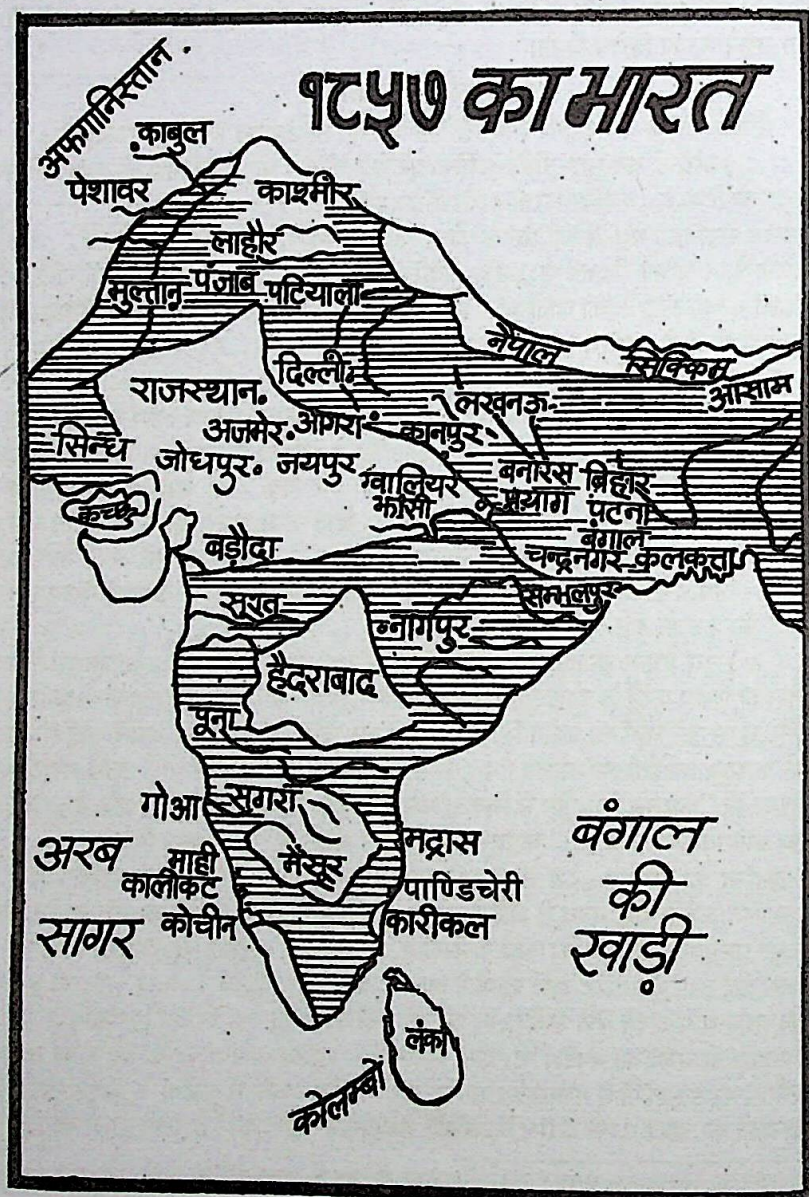 १८५७ का भारत
अफगानिस्तान
काबुल
पेशावर
काश्मीर
लाहौर
मुल्तान पंजाब पटियाला
नैपाल
सिक्किम
आसाम
दिल्ली
राजस्थान
लखनऊ
अजमेर आगरा कानपुर
सिन्ध
जोधपुर जयपुर
ग्वालियर
झांसी
बनारस बिहार
प्रयाग पटना
कच्छ
बंगाल
बड़ौदा
चन्द्रनगर कलकत्ता
सम्भलपुर
सूरत
नागपुर
हैदराबाद
पूना
गोआ
सुगरा
अरब
सागर
माही
कालीकट
कोचीन
मैसूर
मद्रास
पाण्डिचेरी
कारीकल
बंगाल
की
खाड़ी
लंका
कोलम्बो